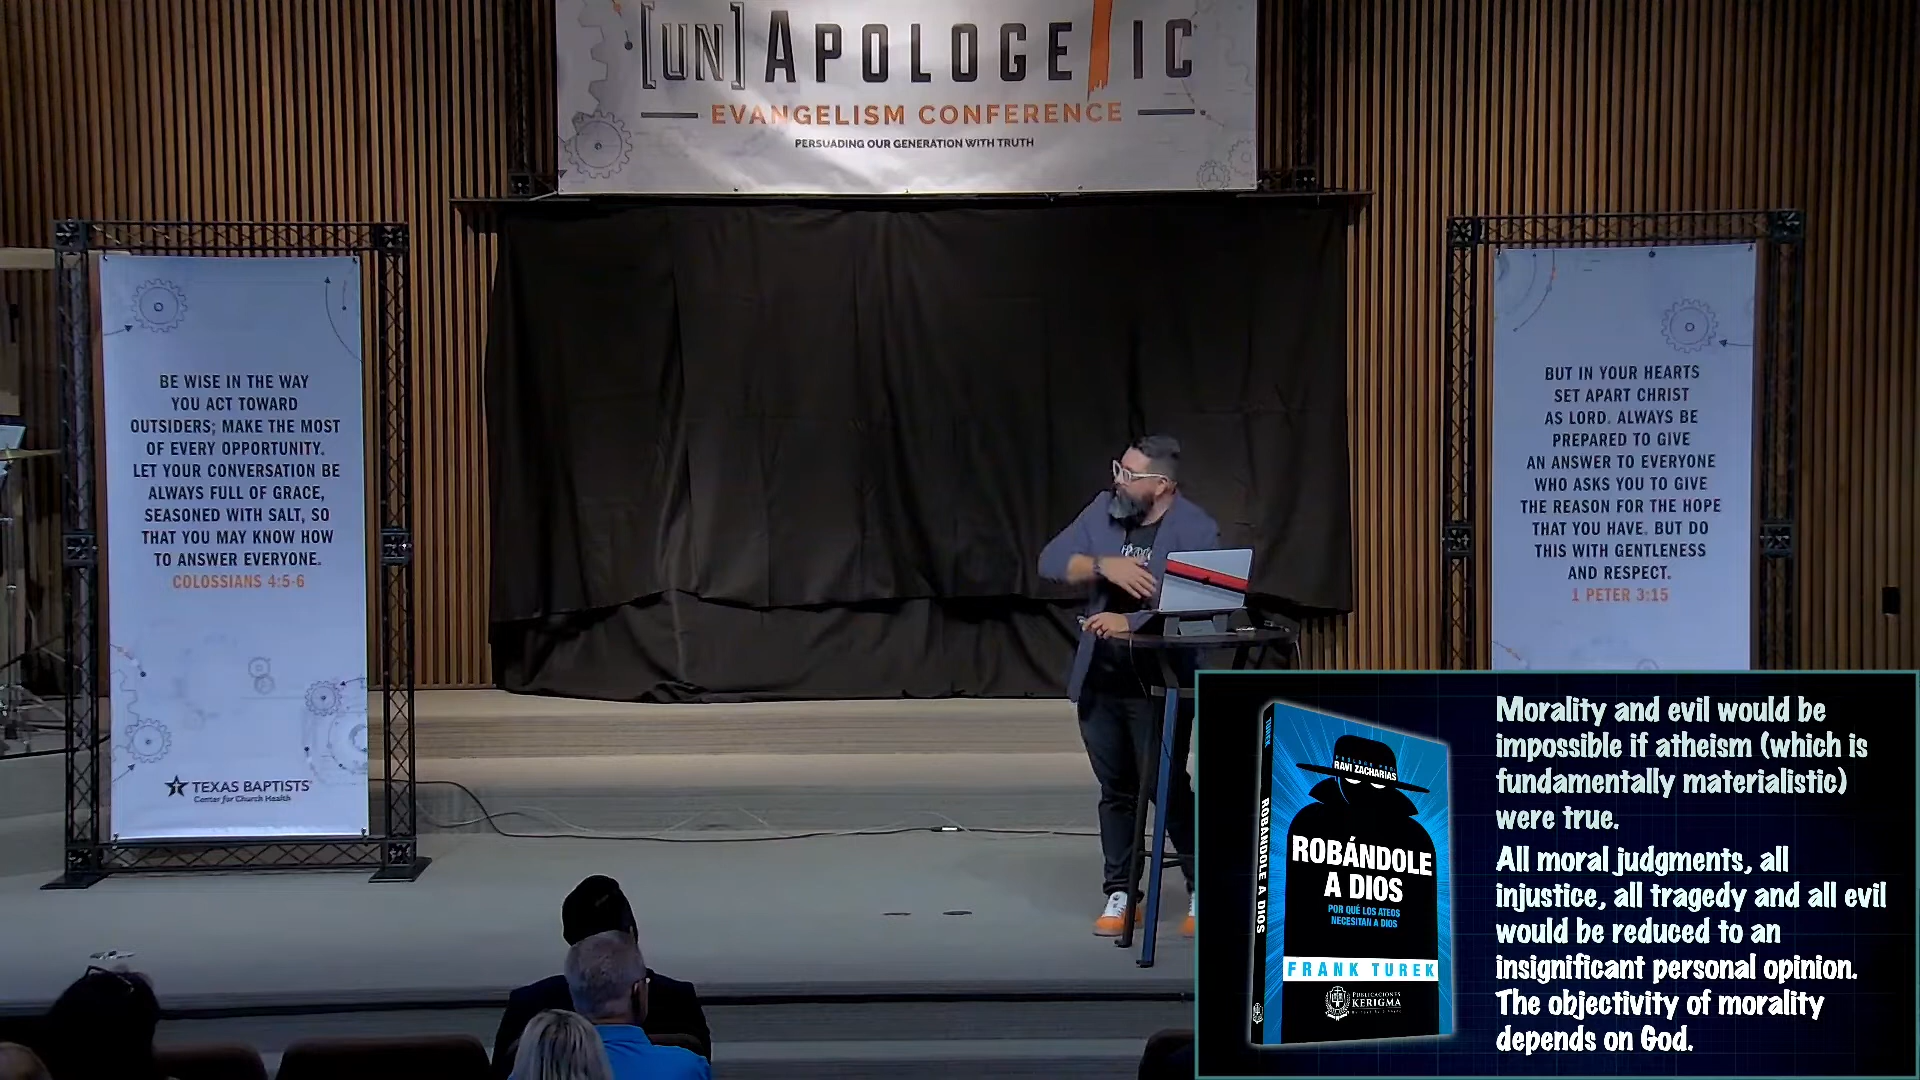 [UN]APOLOGETIC
EVANGELISM CONFERENCE
PERSUADING OUR GENERATION WITH TRUTH
BE WISE IN THE WAY
YOU ACT TOWARD
OUTSIDERS; MAKE THE MOST
OF EVERY OPPORTUNITY.
LET YOUR CONVERSATION BE
ALWAYS FULL OF GRACE,
SEASONED WITH SALT, SO
THAT YOU MAY KNOW HOW
TO ANSWER EVERYONE.
COLOSSIANS 4:5-6
TEXAS BAPTISTS
Center for Church Health
BUT IN YOUR HEARTS
SET APART CHRIST
AS LORD. ALWAYS BE
PREPARED TO GIVE
AN ANSWER TO EVERYONE
WHO ASKS YOU TO GIVE
THE REASON FOR THE HOPE
THAT YOU HAVE. BUT DO
THIS WITH GENTLENESS
AND RESPECT.
1 PETER 3:15
TUREK
ROBÁNDOLE A DIOS
RAVI ZACHARIAS
ROBÁNDOLE
A DIOS
POR QUÉ LOS ATEOS
NECESITAN A DIOS
FRANK TUREK
PUBLICACIONES
KERIGMA
Morality and evil would be
impossible if atheism (which is
fundamentally materialistic)
were true.
All moral judgments, all
injustice, all tragedy and all evil
would be reduced to an
insignificant personal opinion.
The objectivity of morality
depends on God.